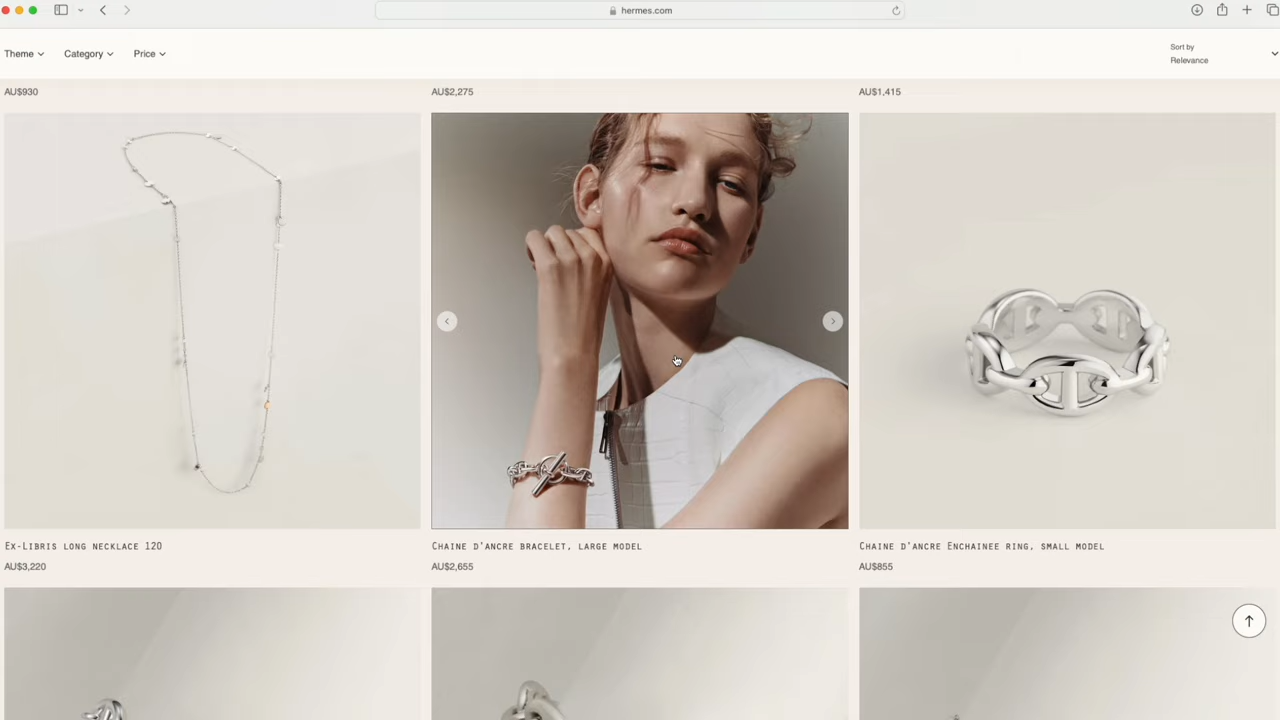 hermes.com
Theme
Category
Price
Sort by
Relevance
AU$930
AU$2,275
AU$1,415
Ex-Libris long necklace 120
Chaine d'ancre bracelet, large model
Chaine d'ancre Enchainee ring, small model
AU$3,220
AU$2,655
AU$855